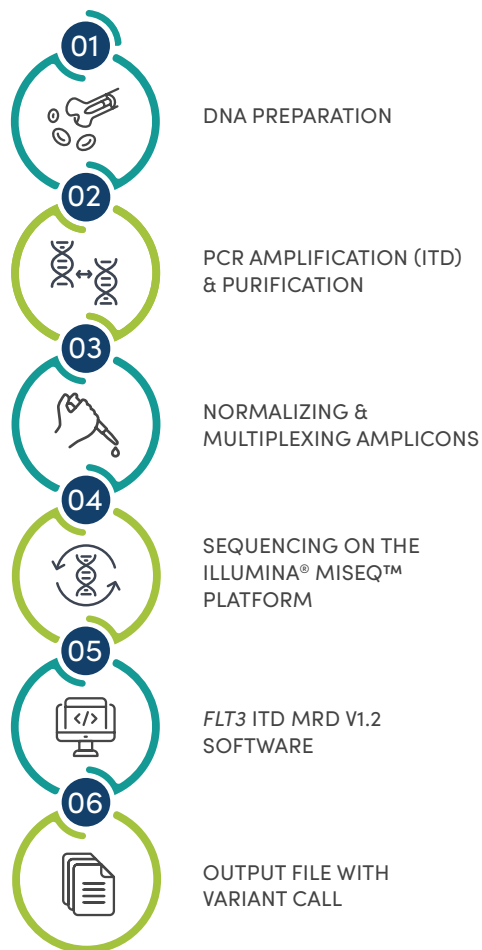 01
DNA PREPARATION
02
PCR AMPLIFICATION (ITD)
& PURIFICATION
03
NORMALIZING &
MULTIPLEXING AMPLICONS
04
SEQUENCING ON THE
ILLUMINA® MISEQ™
PLATFORM
05
</>
FLT3 ITD MRD V1.2
SOFTWARE
06
OUTPUT FILE WITH
VARIANT CALL